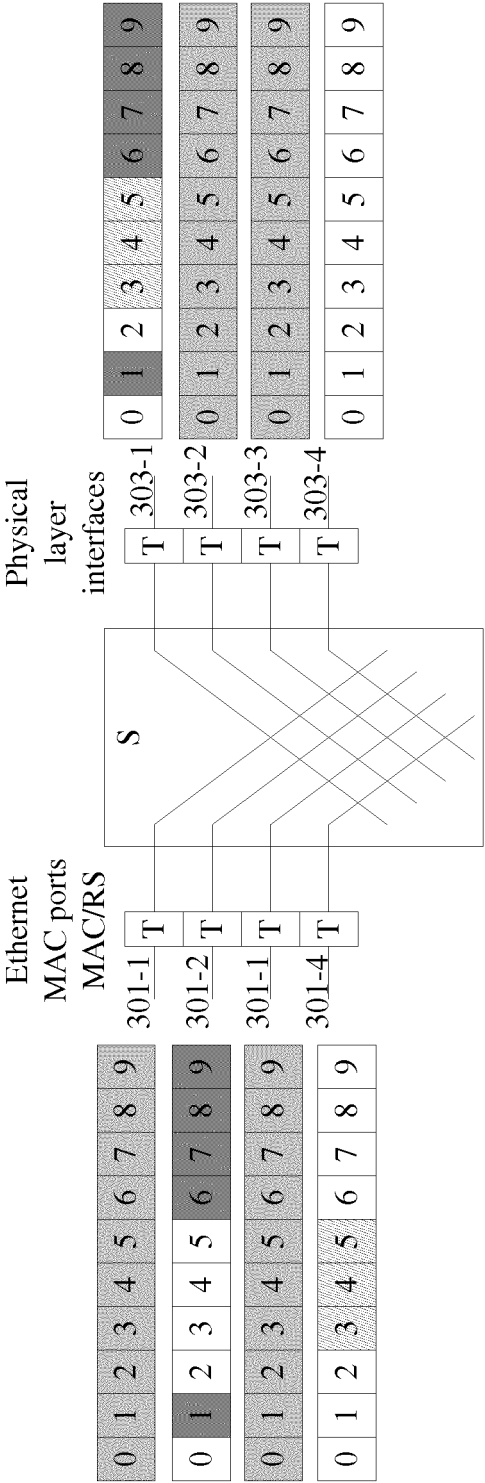 Ethernet
MAC ports
MAC/RS
Physical
layer
interfaces
S
0 1 2 3 4 5 6 7 8 9
301-1 T
T 303-1
0 1 2 3 4 5 6 7 8 9
0 1 2 3 4 5 6 7 8 9
301-2 T
T 303-2
0 1 2 3 4 5 6 7 8 9
0 1 2 3 4 5 6 7 8 9
301-1 T
T 303-3
0 1 2 3 4 5 6 7 8 9
0 1 2 3 4 5 6 7 8 9
301-4 T
T 303-4
0 1 2 3 4 5 6 7 8 9